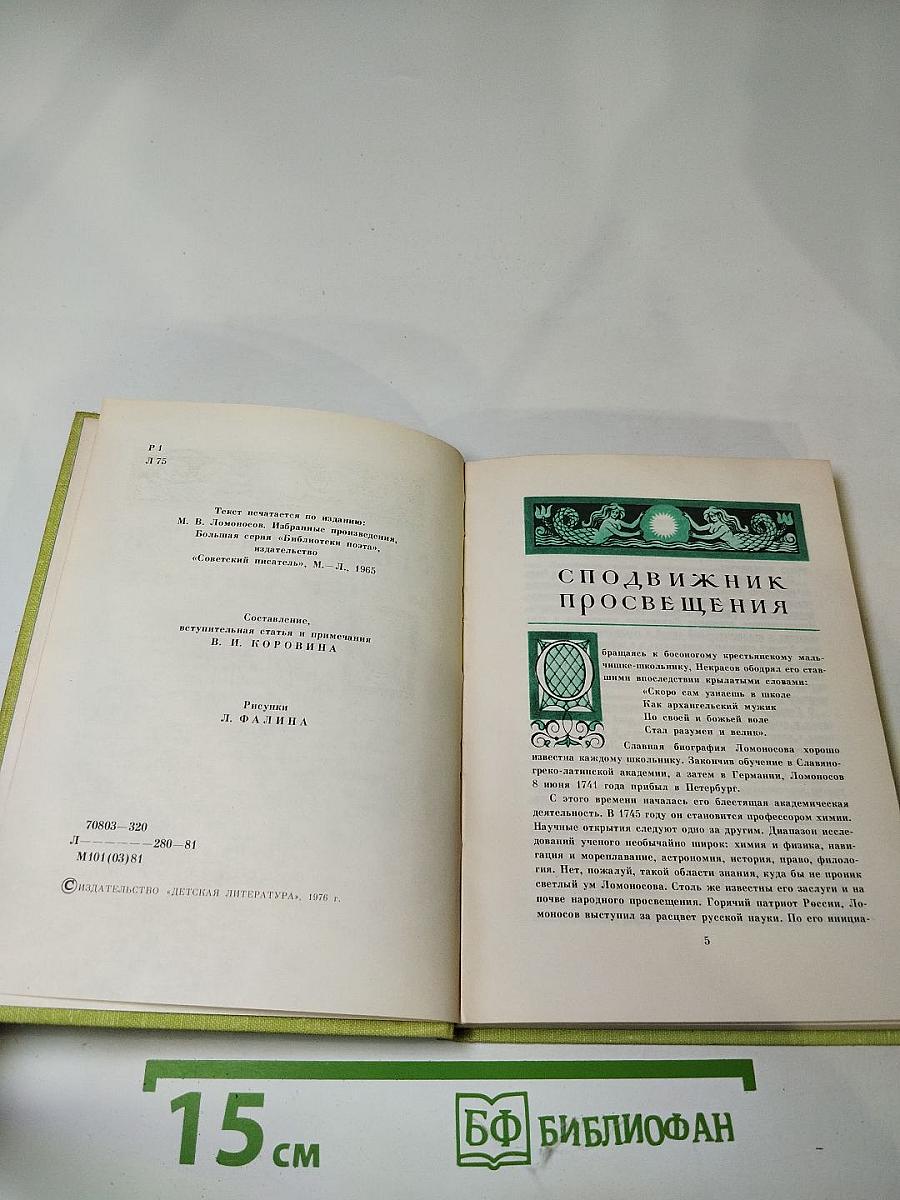 Р 1
Л 75
Текст печатается по изданию:
М. В. Ломоносов. Избранные произведения,
Большая серия «Библиотеки поэта»,
издательство
«Советский писатель», М.—Л., 1965
Составление,
вступительная статья и примечания
В. И. КОРОВИНА
Рисунки
Л. ФАЛИНА
70803—320
Л——————280—81
М101(03)81
© ИЗДАТЕЛЬСТВО «ДЕТСКАЯ ЛИТЕРАТУРА», 1976 г.
СПОДВИЖНИК
ПРОСВЕЩЕНИЯ
Обращаясь к босоногому крестьянскому маль-
чишке-школьнику, Некрасов ободрял его став-
шими впоследствии крылатыми словами:
«Скоро сам узнаешь в школе
Как архангельский мужик
По своей и божьей воле
Стал разумен и велик».
Славная биография Ломоносова хорошо
известна каждому школьнику. Закончив обучение в Славяно-
греко-латинской академии, а затем в Германии, Ломоносов
8 июня 1741 года прибыл в Петербург.
С этого времени началась его блестящая академическая
деятельность. В 1745 году он становится профессором химии.
Научные открытия следуют одно за другим. Диапазон иссле-
дований ученого необычайно широк: химия и физика, нави-
гация и мореплавание, астрономия, история, право, филоло-
гия. Нет, пожалуй, такой области знания, куда бы не проник
светлый ум Ломоносова. Столь же известны его заслуги и на
почве народного просвещения. Горячий патриот России, Ло-
моносов выступил за расцвет русской науки. По его инициа-
5
15 см
БФ БИБЛИОФАН